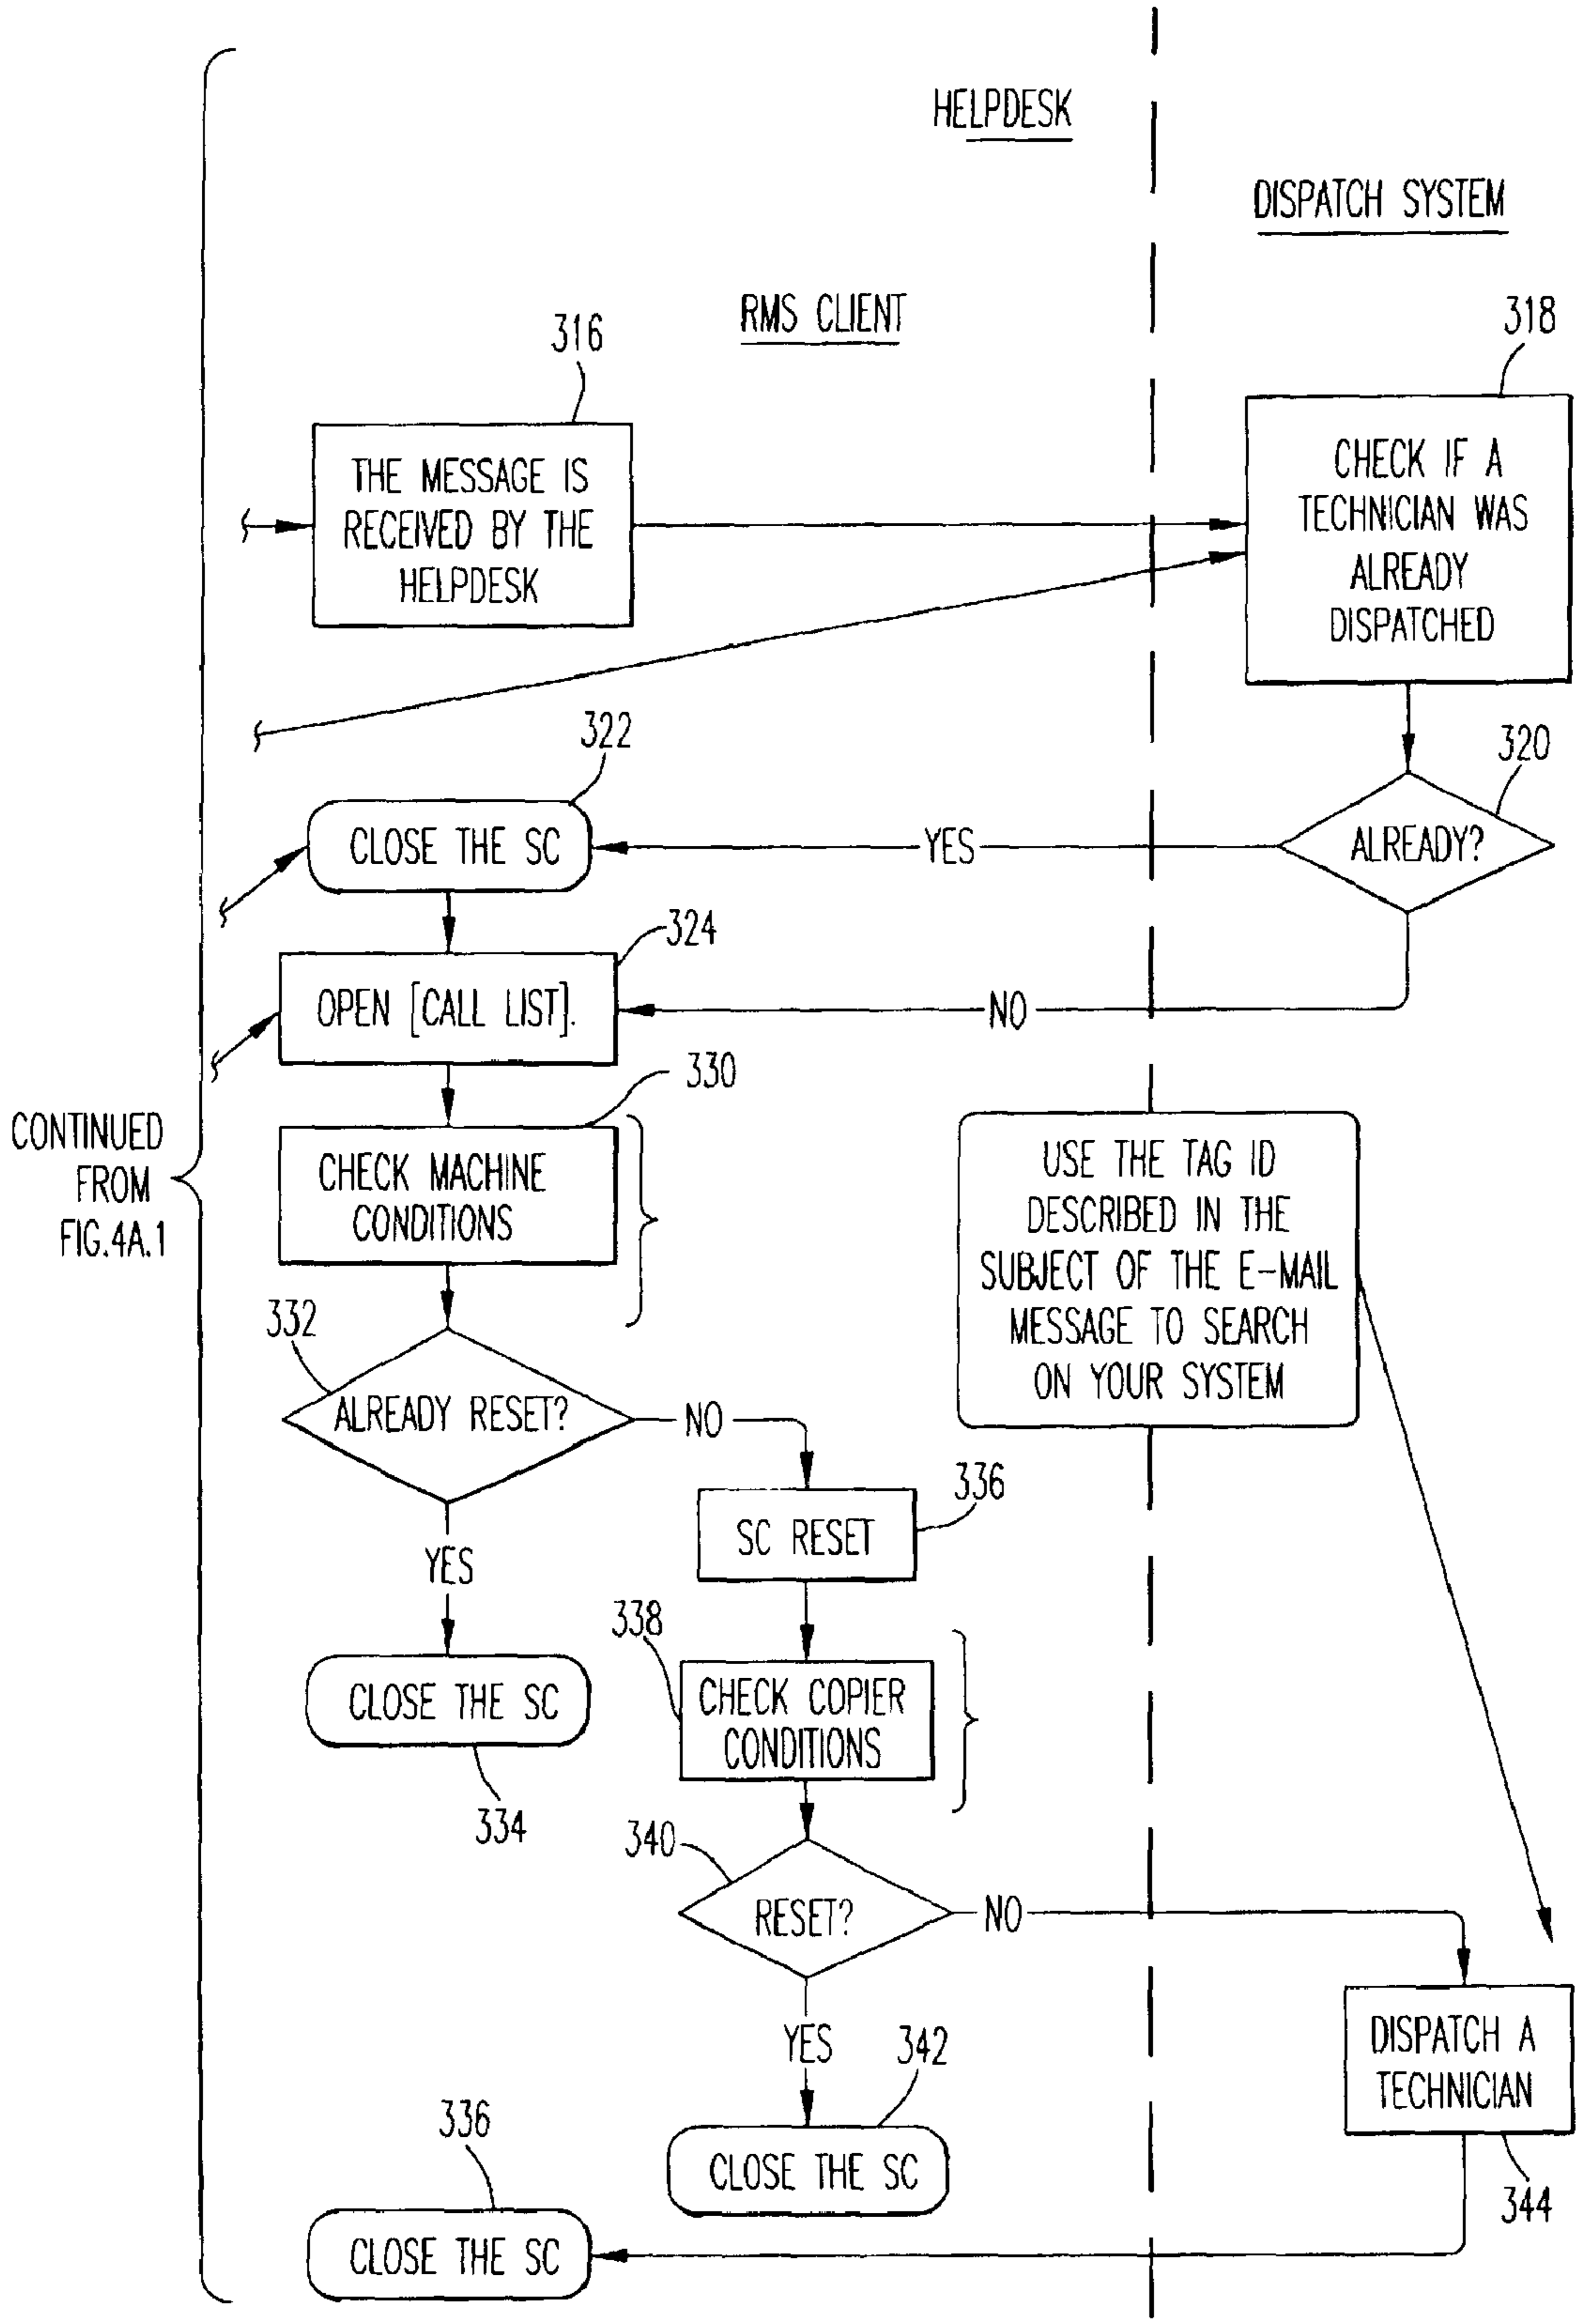 HELPDESK
DISPATCH SYSTEM
RMS CLIENT
316
318
THE MESSAGE IS
RECEIVED BY THE
HELPDESK
CHECK IF A
TECHNICIAN WAS
ALREADY
DISPATCHED
322
320
CLOSE THE SC
YES
ALREADY?
324
OPEN [CALL LIST].
NO
330
CONTINUED
FROM
FIG.4A.1
CHECK MACHINE
CONDITIONS
USE THE TAG ID
DESCRIBED IN THE
SUBJECT OF THE E-MAIL
MESSAGE TO SEARCH
ON YOUR SYSTEM
332
ALREADY RESET?
NO
336
SC RESET
YES
338
CHECK COPIER
CONDITIONS
CLOSE THE SC
334
340
RESET?
NO
YES
342
DISPATCH A
TECHNICIAN
336
CLOSE THE SC
344
CLOSE THE SC